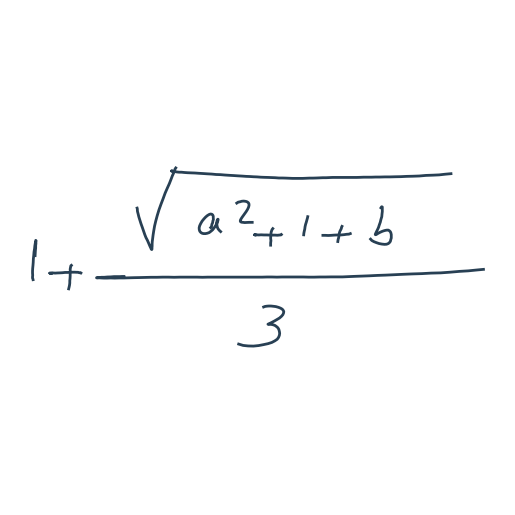 1 + \frac{\sqrt{a^2 + 1 + b}}{3}